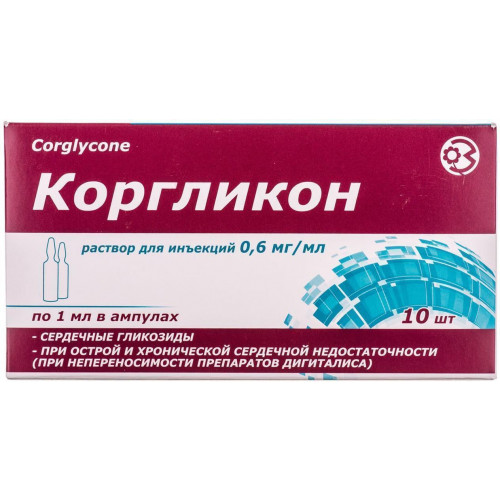 Corglycone
Коргликон
раствор для инъекций 0,6 мг/мл
по 1 мл в ампулах
10 шт
- СЕРДЕЧНЫЕ ГЛИКОЗИДЫ
- ПРИ ОСТРОЙ И ХРОНИЧЕСКОЙ СЕРДЕЧНОЙ НЕДОСТАТОЧНОСТИ
(ПРИ НЕПЕРЕНОСИМОСТИ ПРЕПАРАТОВ ДИГИТАЛИСА)